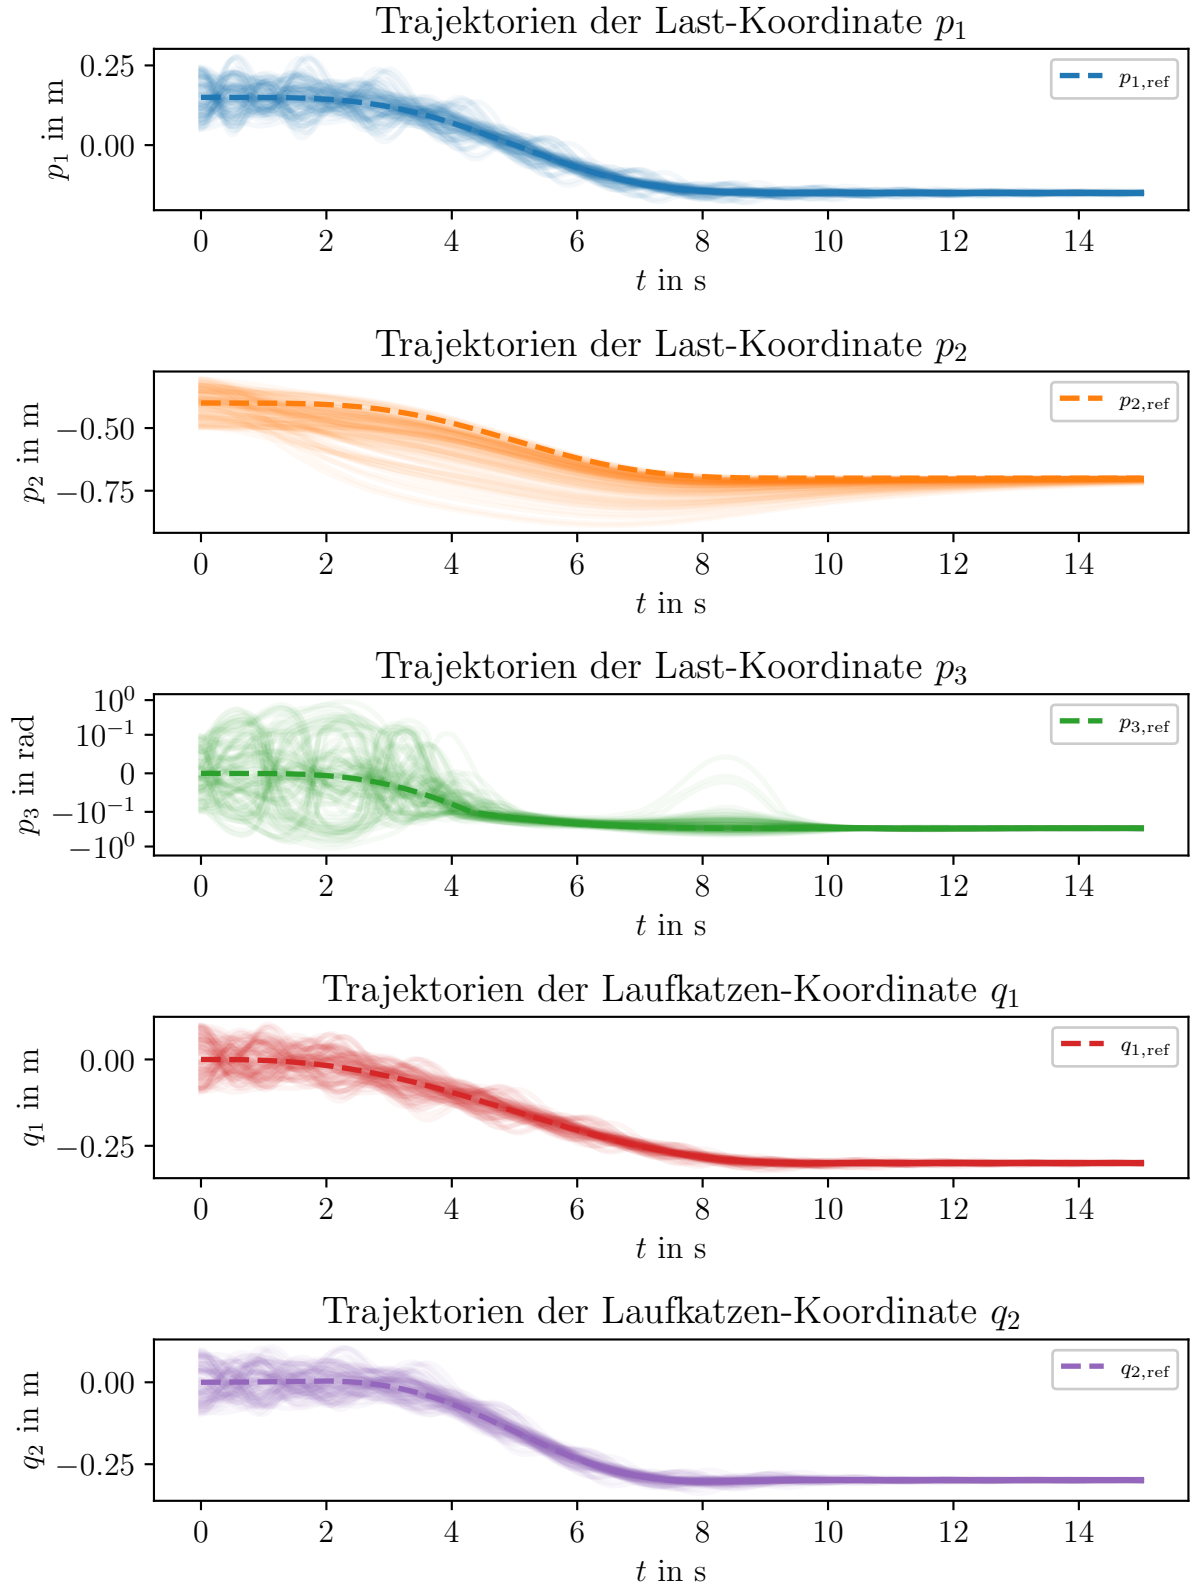 Trajektorien der Last-Koordinate p₁
p₁ in m
0.25
0.00
p₁,ref
0 2 4 6 8 10 12 14
t in s
Trajektorien der Last-Koordinate p₂
p₂ in m
−0.50
−0.75
p₂,ref
0 2 4 6 8 10 12 14
t in s
Trajektorien der Last-Koordinate p₃
p₃ in rad
10⁰
10⁻¹
0
−10⁻¹
−10⁰
p₃,ref
0 2 4 6 8 10 12 14
t in s
Trajektorien der Laufkatzen-Koordinate q₁
q₁ in m
0.00
−0.25
q₁,ref
0 2 4 6 8 10 12 14
t in s
Trajektorien der Laufkatzen-Koordinate q₂
q₂ in m
0.00
−0.25
q₂,ref
0 2 4 6 8 10 12 14
t in s